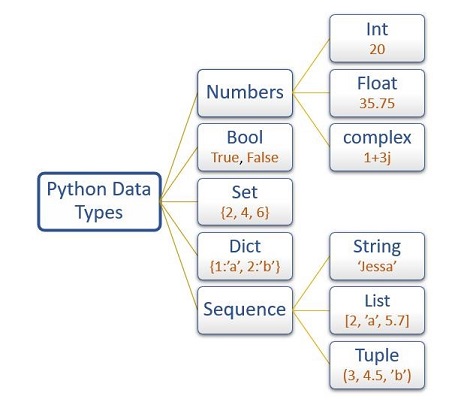 Python Data
Types
Numbers
Int
20
Float
35.75
complex
1+3j
Bool
True, False
Set
{2, 4, 6}
Dict
{1:’a’, 2:’b’}
Sequence
String
‘Jessa’
List
[2, ’a’, 5.7]
Tuple
(3, 4.5, ’b’)